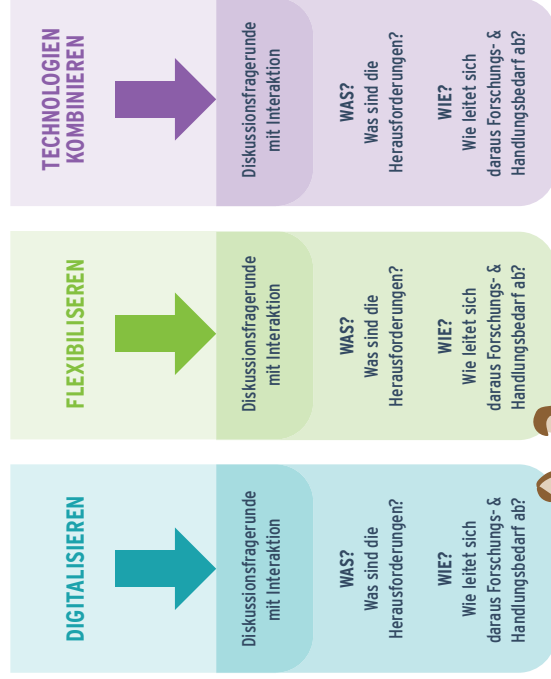 DIGITALISIEREN
Diskussionsfragerunde
mit Interaktion
WAS?
Was sind die
Herausforderungen?
WIE?
Wie leitet sich
daraus Forschungs- &
Handlungsbedarf ab?
FLEXIBILISEREN
Diskussionsfragerunde
mit Interaktion
WAS?
Was sind die
Herausforderungen?
WIE?
Wie leitet sich
daraus Forschungs- &
Handlungsbedarf ab?
TECHNOLOGIEN
KOMBINIEREN
Diskussionsfragerunde
mit Interaktion
WAS?
Was sind die
Herausforderungen?
WIE?
Wie leitet sich
daraus Forschungs- &
Handlungsbedarf ab?